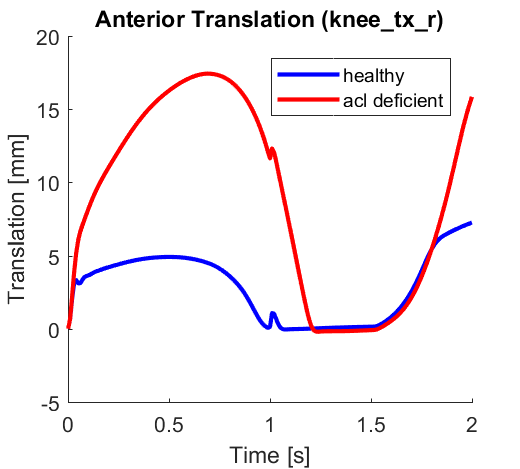 Anterior Translation (knee_tx_r)
20
15
10
5
0
-5
Translation [mm]
healthy
acl deficient
0 0.5 1 1.5 2
Time [s]